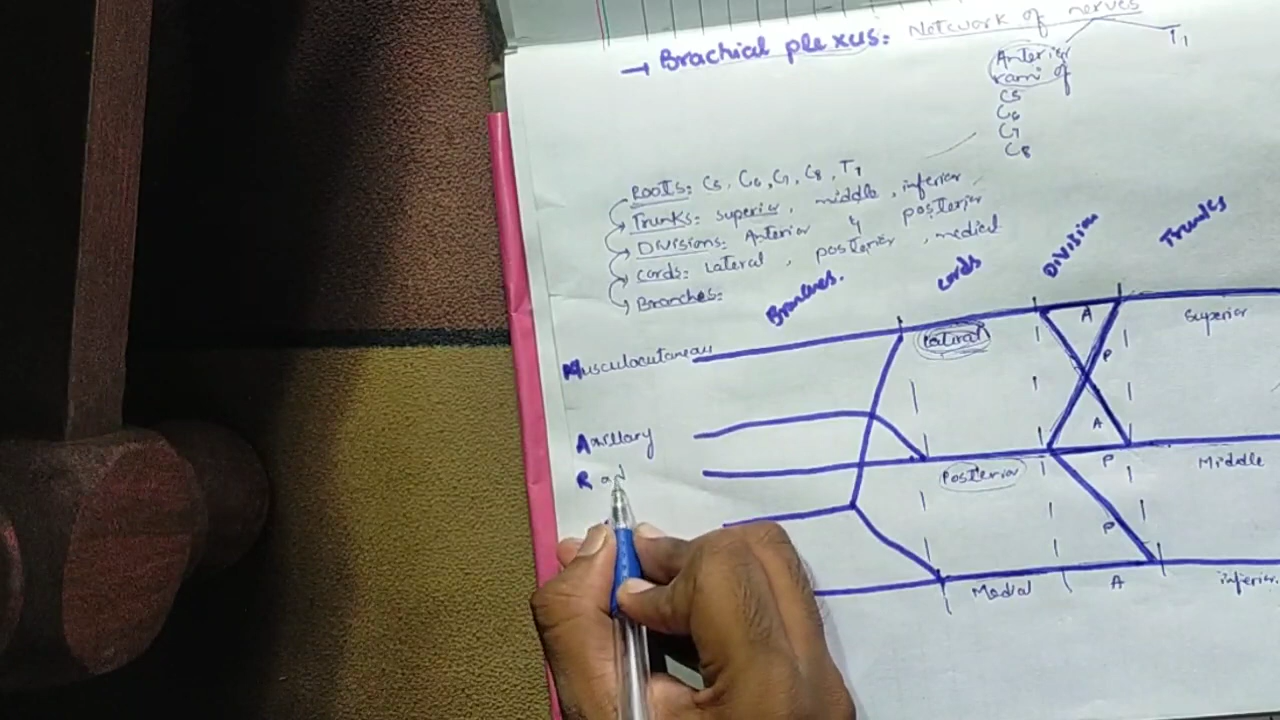 → Brachial plexus: Network of nerves
Anterior rami of
T1
C5
C6
C7
C8
Roots: C5, C6, C7, C8, T1
Trunks: superior, middle, inferior
Divisions: Anterior & posterior
Cords: Lateral, posterior, medial
Branches:
Branches. Cords Division Trunks
Musculocutaneous Lateral A Superior
P
Axillary A
Rad Posterior P Middle
P
Medial A inferior.